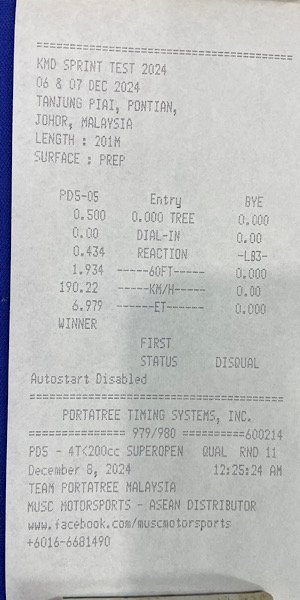 ==============================
KMD SPRINT TEST 2024
06 & 07 DEC 2024
TANJUNG PIAI, PONTIAN,
JOHOR, MALAYSIA
LENGTH : 201M
SURFACE : PREP
PD5-05 Entry BYE
0.500 0.000 TREE 0.000
0.00 DIAL-IN 0.00
0.434 REACTION -LB3-
1.934 -----60FT------ 0.000
190.22 -----KM/H----- 0.00
6.979 ------ET------ 0.000
WINNER
FIRST
STATUS DISQUAL
Autostart Disabled
==============================
PORTATREE TIMING SYSTEMS, INC.
============ 979/980 =========600214
PD5 - 4T<200cc SUPEROPEN QUAL RND 11
December 8, 2024 12:25:24 AM
TEAM PORTATREE MALAYSIA
MUSC MOTORSPORTS - ASEAN DISTRIBUTOR
www.facebook.com/muscmotorsports
+6016-6681490